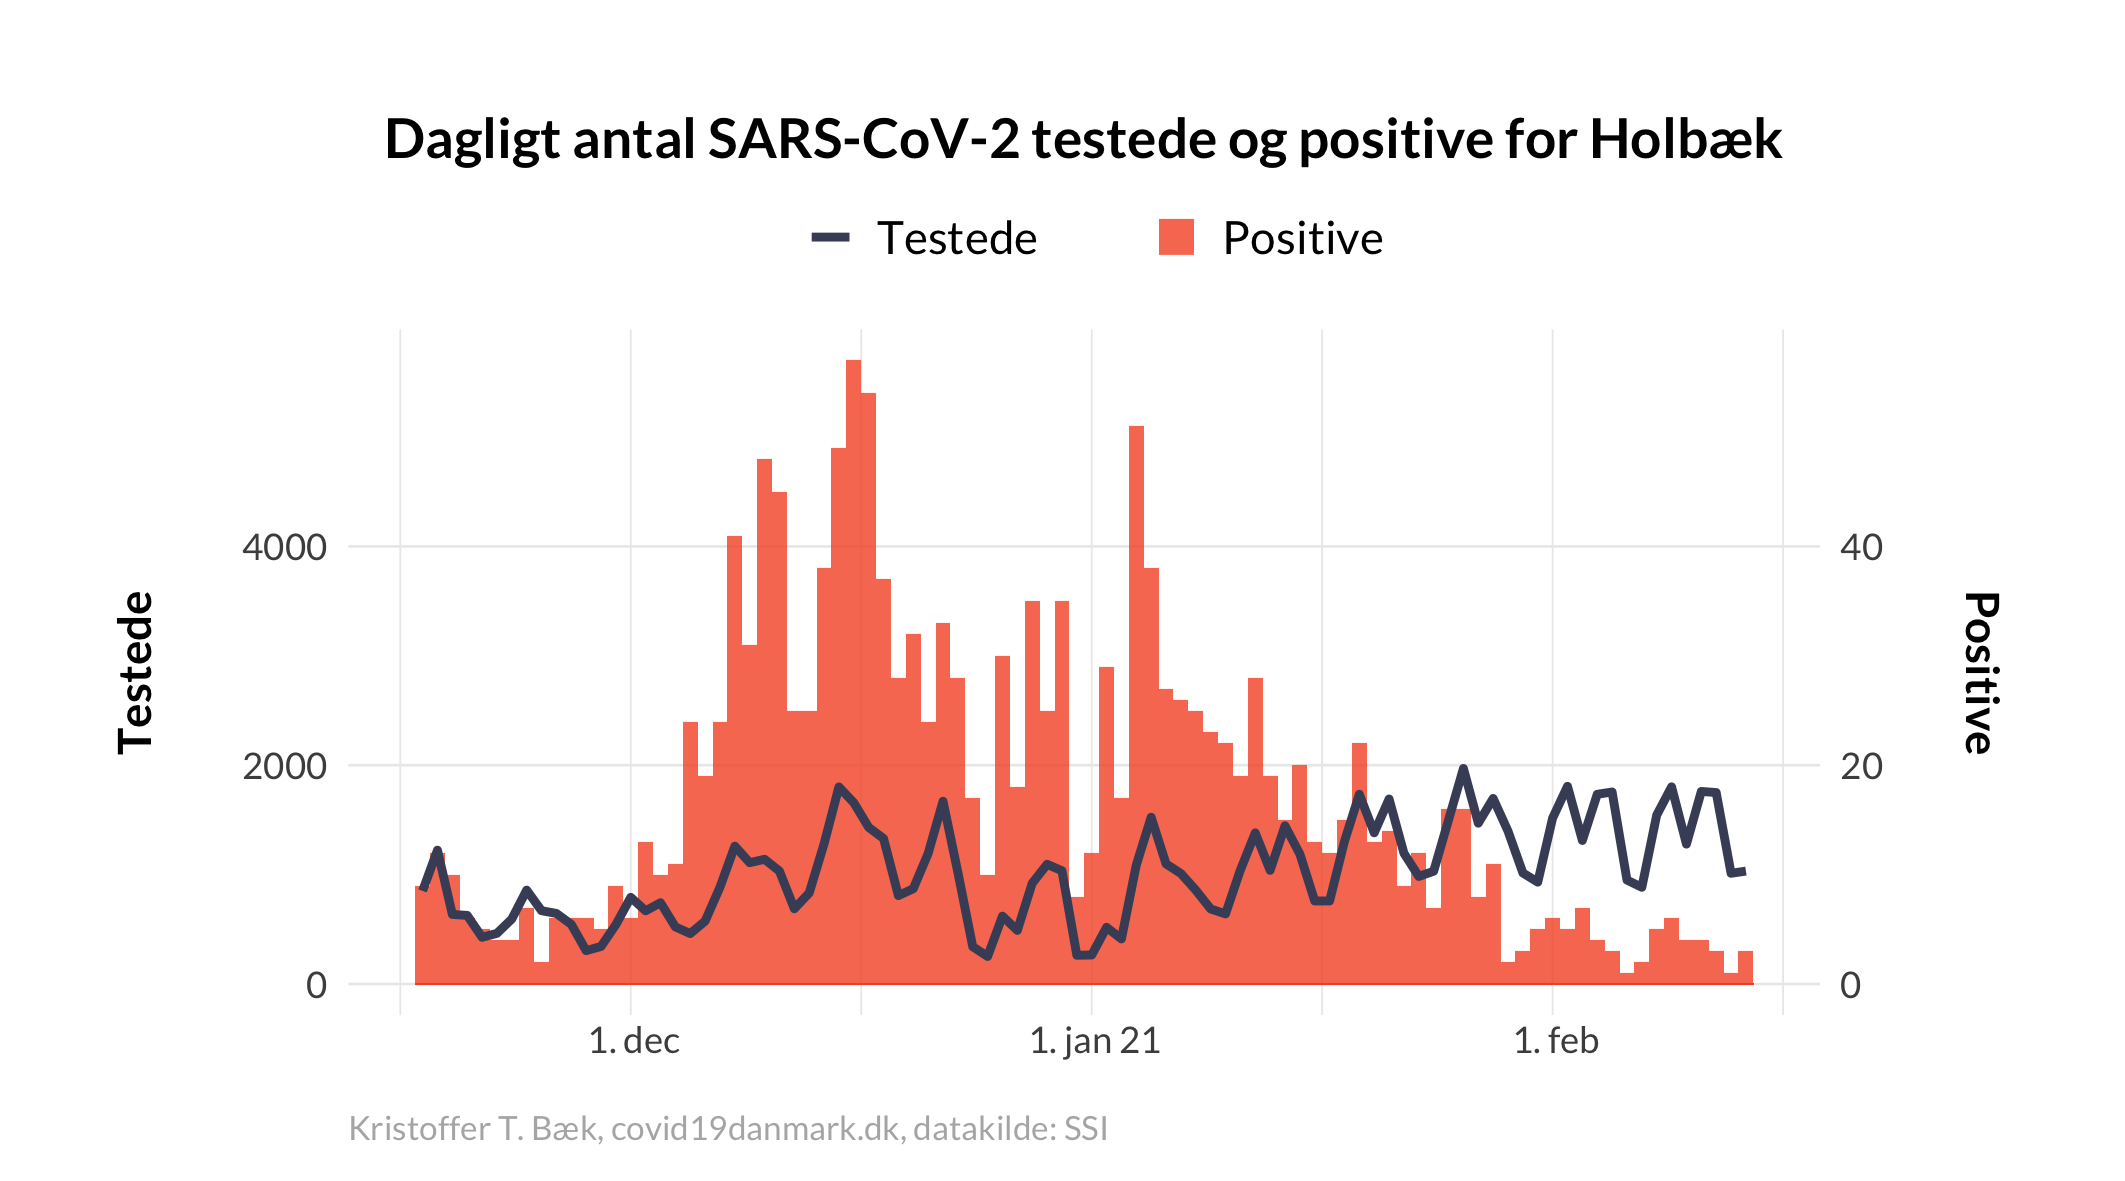 Dagligt antal SARS-CoV-2 testede og positive for Holbæk
Testede
Positive
4000
2000
0
Testede
40
20
0
Positive
1. dec
1. jan 21
1. feb
Kristoffer T. Bæk, covid19danmark.dk, datakilde: SSI